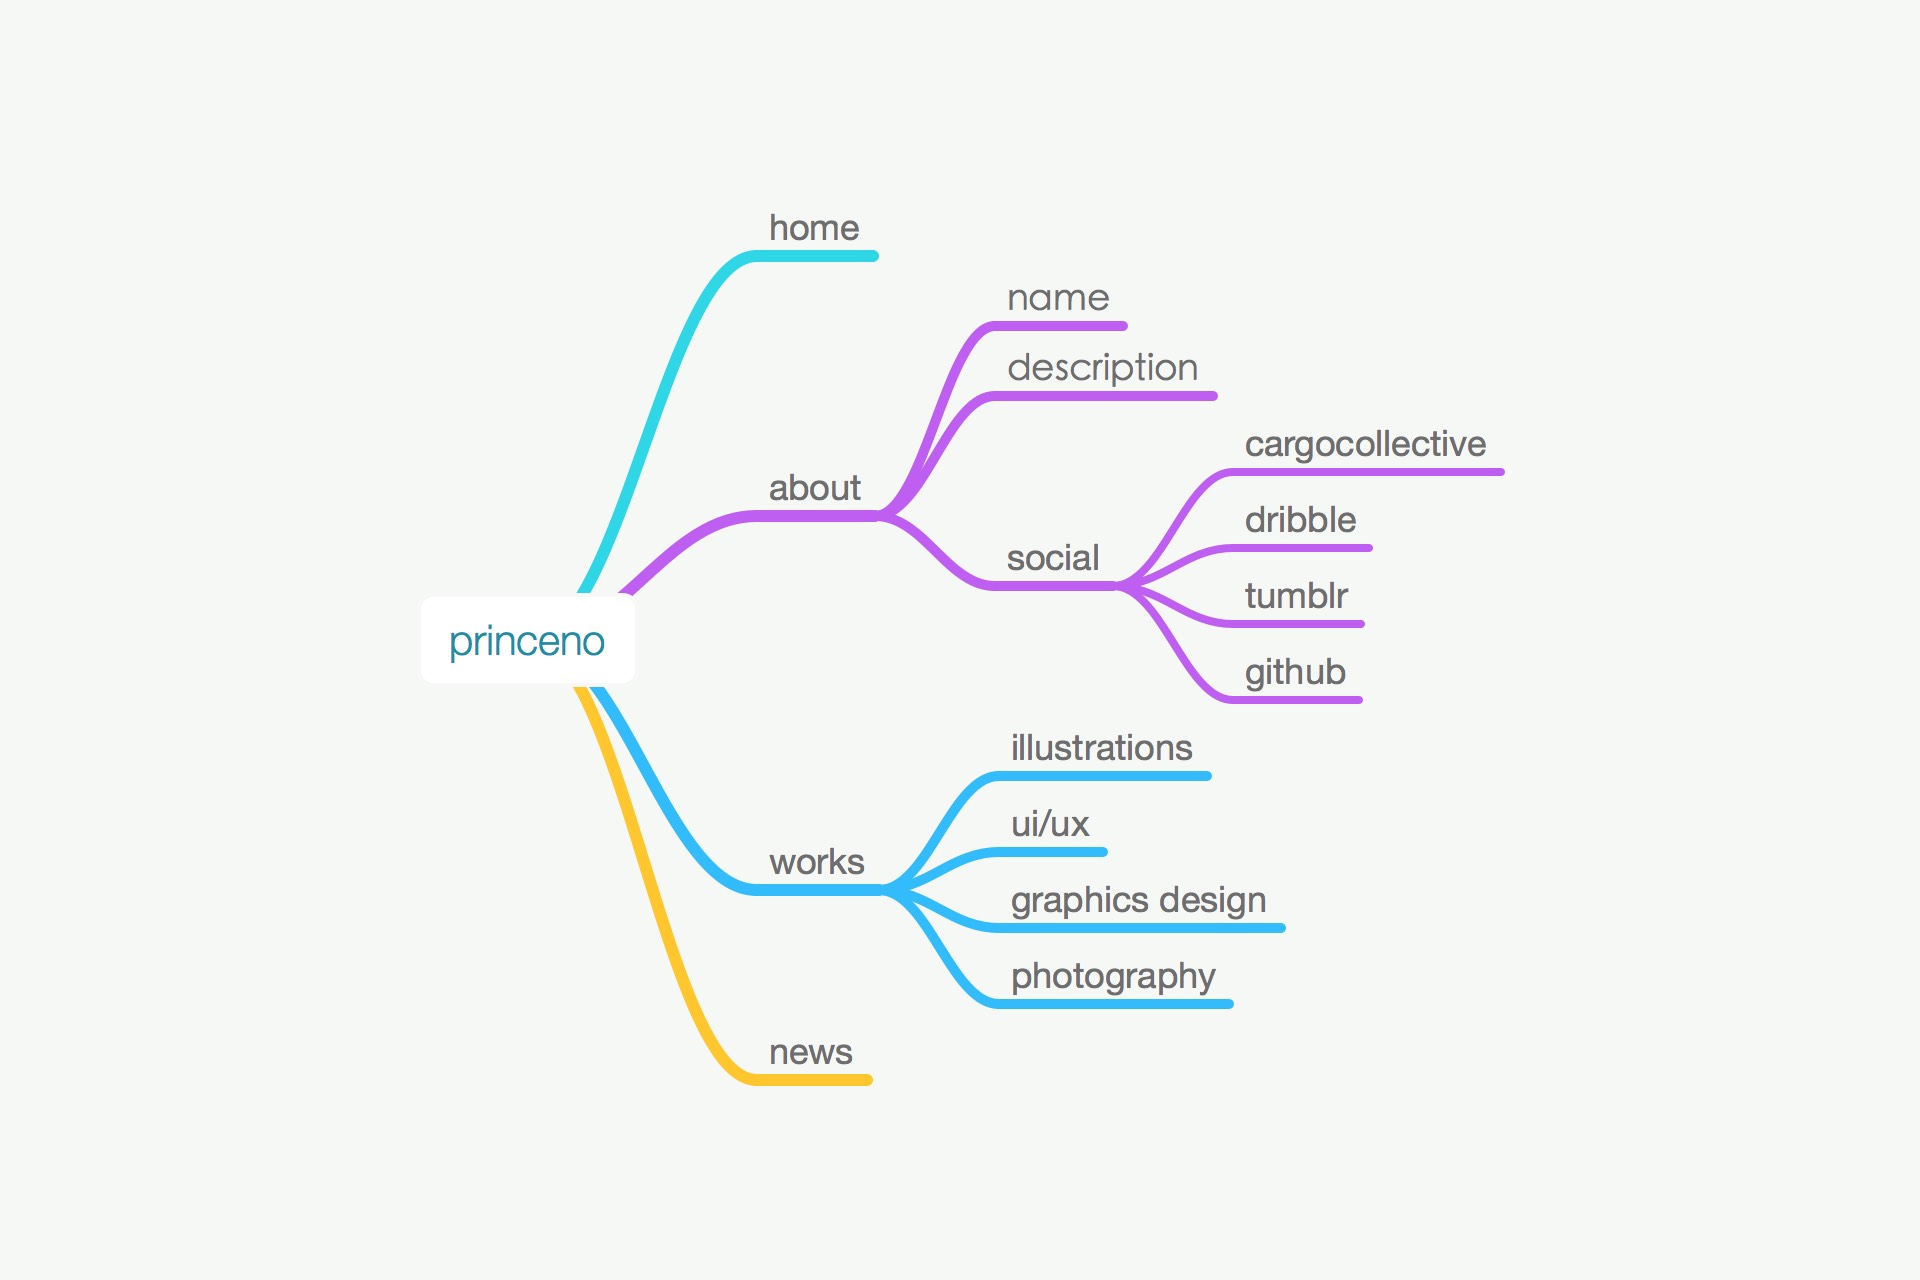 home
name
description
cargocollective
about
dribble
social
tumblr
princeno
github
illustrations
ui/ux
works
graphics design
photography
news